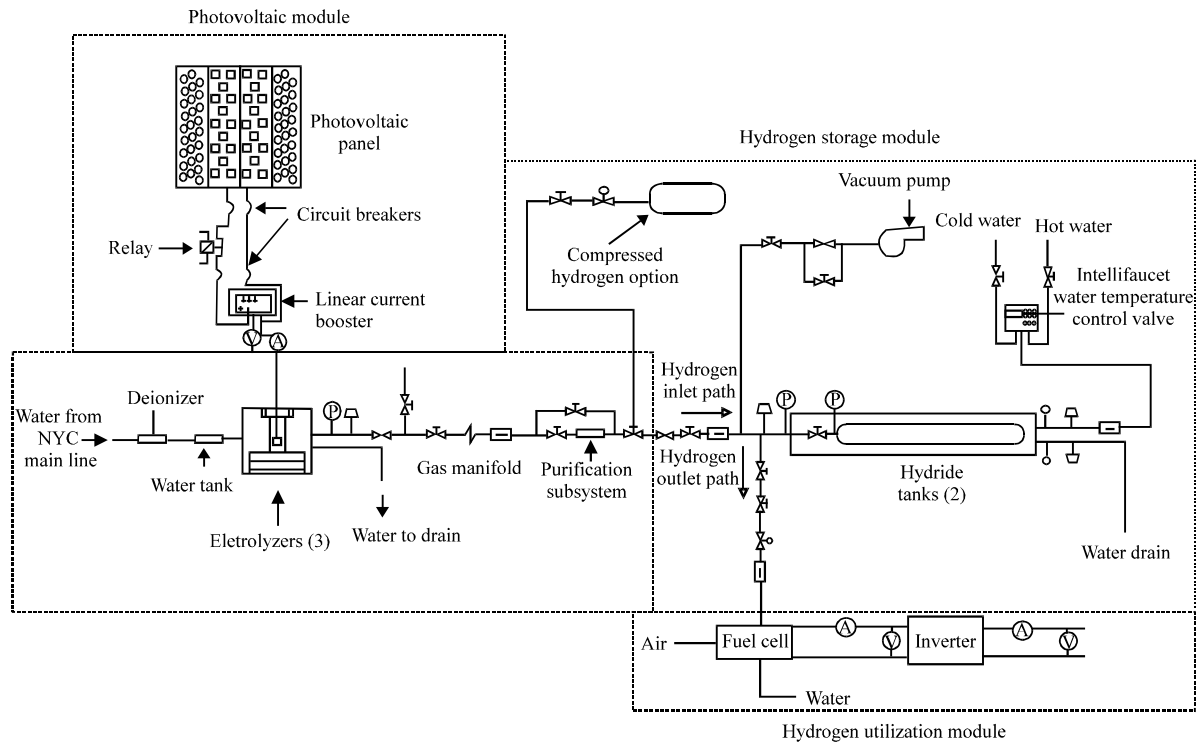 Photovoltaic module
Photovoltaic
panel
Circuit breakers
Relay
Linear current
booster
V
A
Hydrogen storage module
Vacuum pump
Cold water
Hot water
Compressed
hydrogen option
Intellifaucet
water temperature
control valve
Hydrogen
inlet path
Deionizer
Water from
NYC
main line
P
P
P
Water tank
Gas manifold
Purification
subsystem
Hydrogen
outlet path
Hydride
tanks (2)
Eletrolyzers (3)
Water to drain
Water drain
Air
Fuel cell
A
V
Inverter
A
V
Water
Hydrogen utilization module